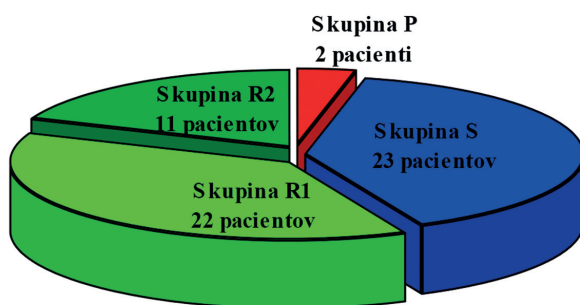 Skupina P
2 pacienti
Skupina R2
11 pacientov
Skupina S
23 pacientov
Skupina R1
22 pacientov